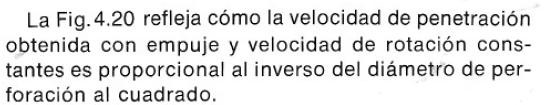 La Fig.4.20 refleja cómo la velocidad de penetración
obtenida con empuje y velocidad de rotación cons-
tantes es proporcional al inverso del diámetro de per-
foración al cuadrado.